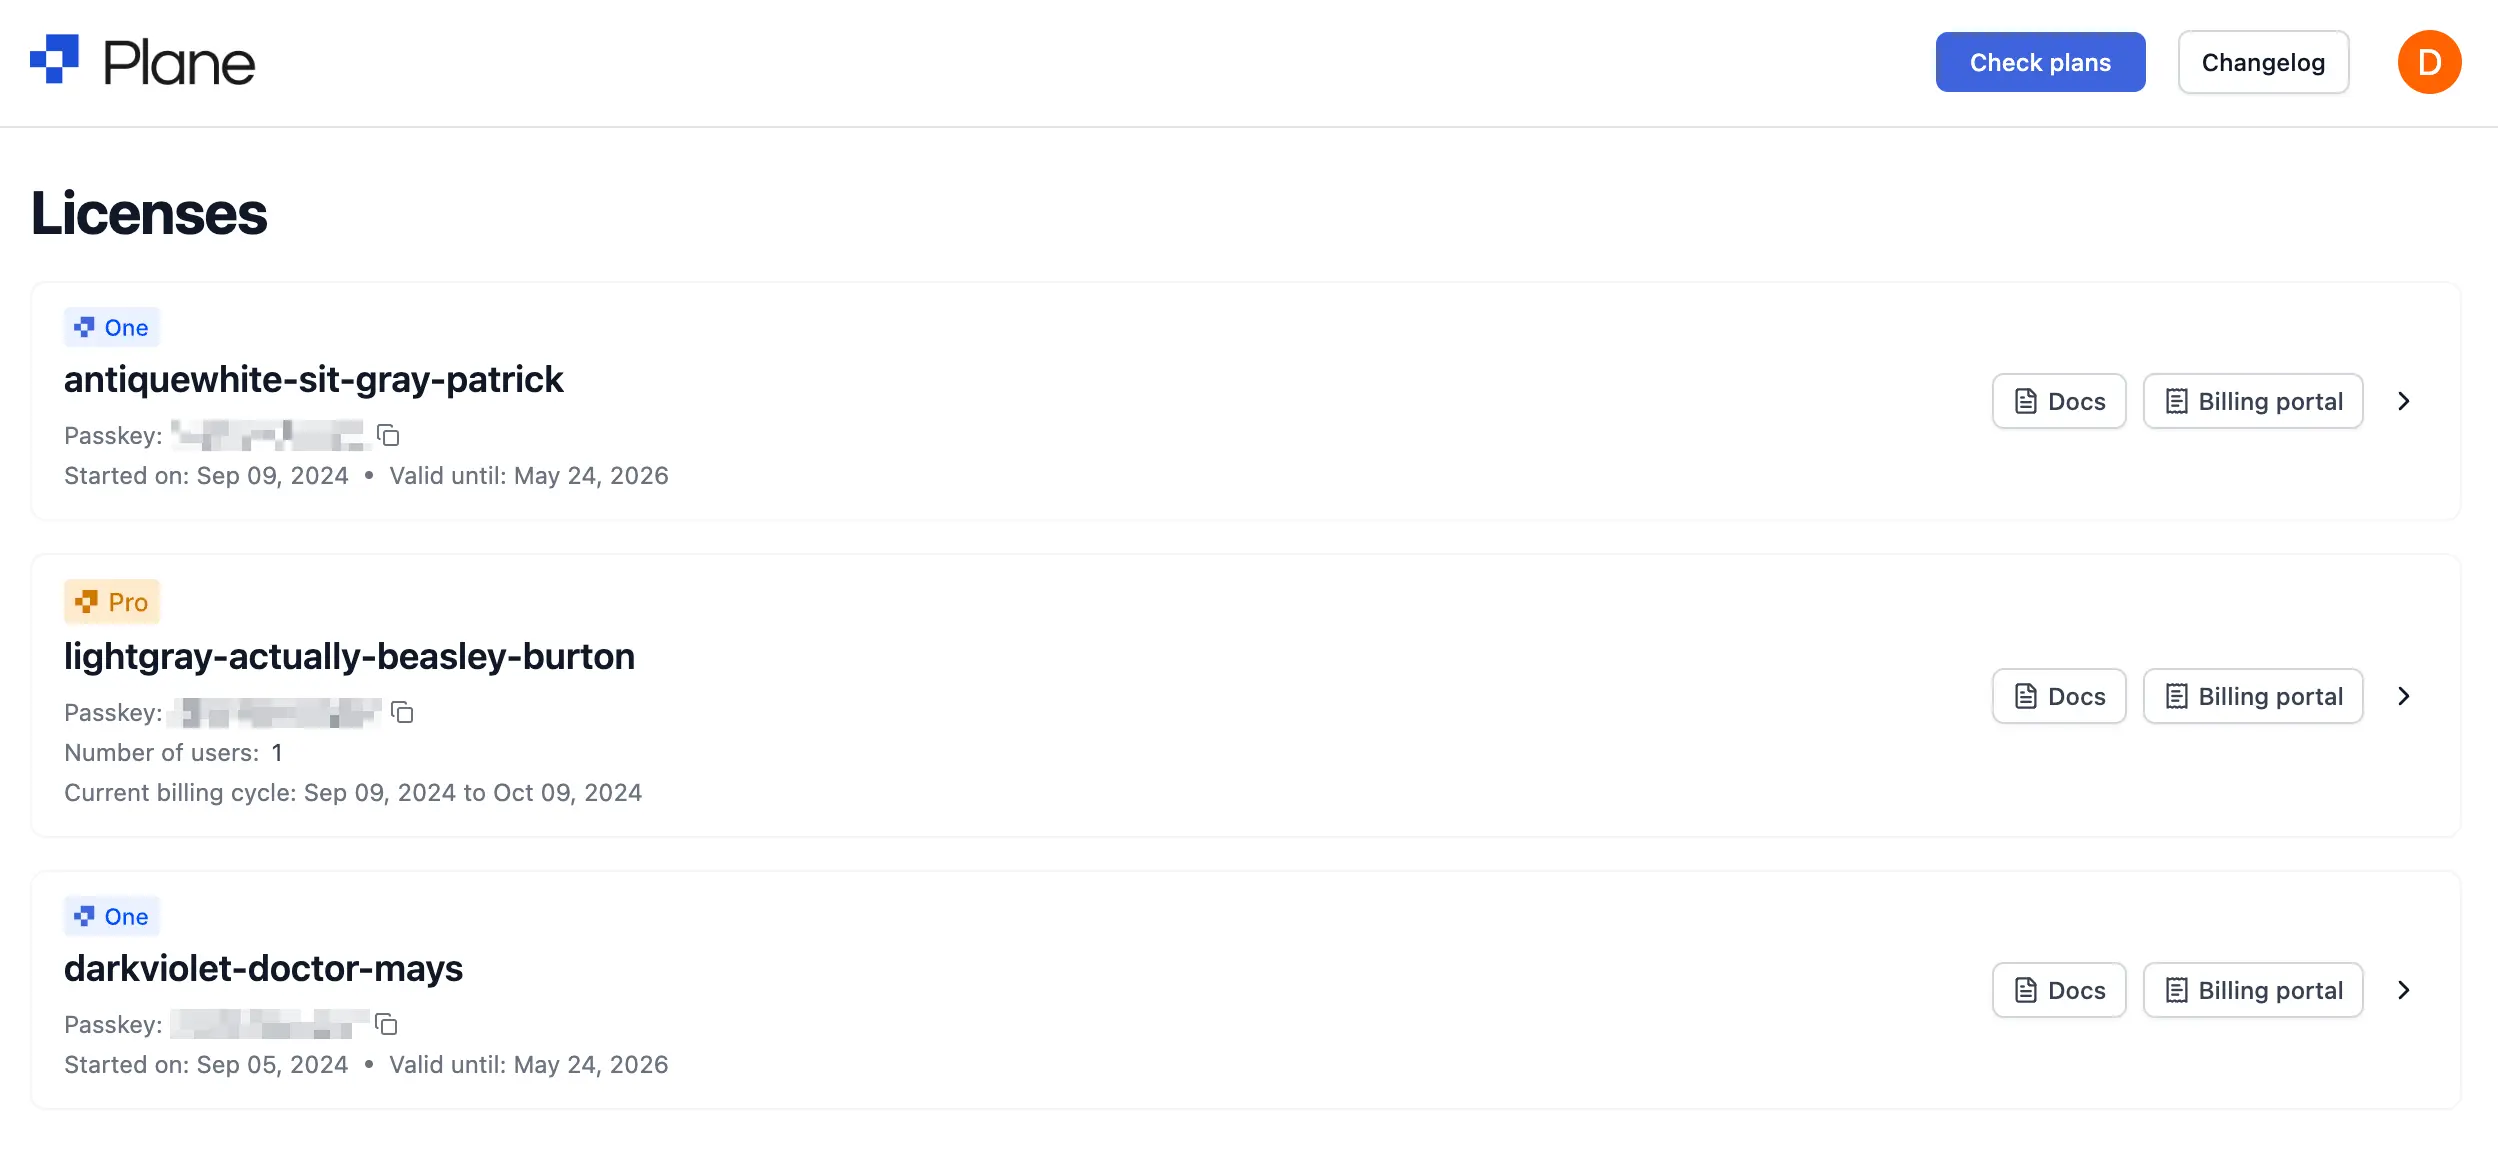 Plane
Check plans
Changelog
D
Licenses
One
antiquewhite-sit-gray-patrick
Passkey:
Started on: Sep 09, 2024 • Valid until: May 24, 2026
Docs
Billing portal
Pro
lightgray-actually-beasley-burton
Passkey:
Number of users: 1
Current billing cycle: Sep 09, 2024 to Oct 09, 2024
Docs
Billing portal
One
darkviolet-doctor-mays
Passkey:
Started on: Sep 05, 2024 • Valid until: May 24, 2026
Docs
Billing portal